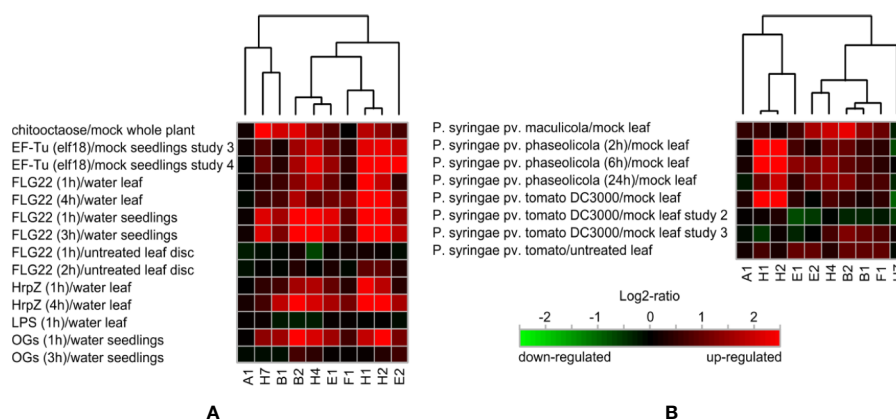 chitooctaose/mock whole plant
EF-Tu (elf18)/mock seedlings study 3
EF-Tu (elf18)/mock seedlings study 4
FLG22 (1h)/water leaf
FLG22 (4h)/water leaf
FLG22 (1h)/water seedlings
FLG22 (3h)/water seedlings
FLG22 (1h)/untreated leaf disc
FLG22 (2h)/untreated leaf disc
HrpZ (1h)/water leaf
HrpZ (4h)/water leaf
LPS (1h)/water leaf
OGs (1h)/water seedlings
OGs (3h)/water seedlings
A1 H7 B1 B2 H4 E1 F1 H1 H2 E2
A
P. syringae pv. maculicola/mock leaf
P. syringae pv. phaseolicola (2h)/mock leaf
P. syringae pv. phaseolicola (6h)/mock leaf
P. syringae pv. phaseolicola (24h)/mock leaf
P. syringae pv. tomato DC3000/mock leaf
P. syringae pv. tomato DC3000/mock leaf study 2
P. syringae pv. tomato DC3000/mock leaf study 3
P. syringae pv. tomato/untreated leaf
A1 H1 H2 E1 E2 H4 B2 B1 F1 H7
Log2-ratio
-2 -1 0 1 2
down-regulated up-regulated
B